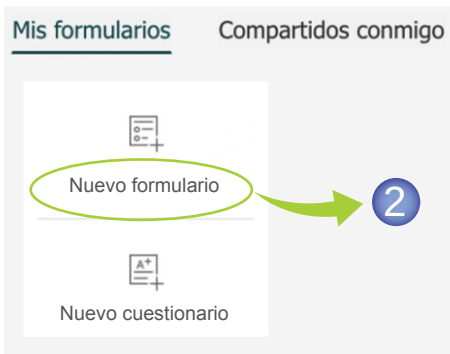 Mis formularios Compartidos conmigo
Nuevo formulario
2
A+
Nuevo cuestionario